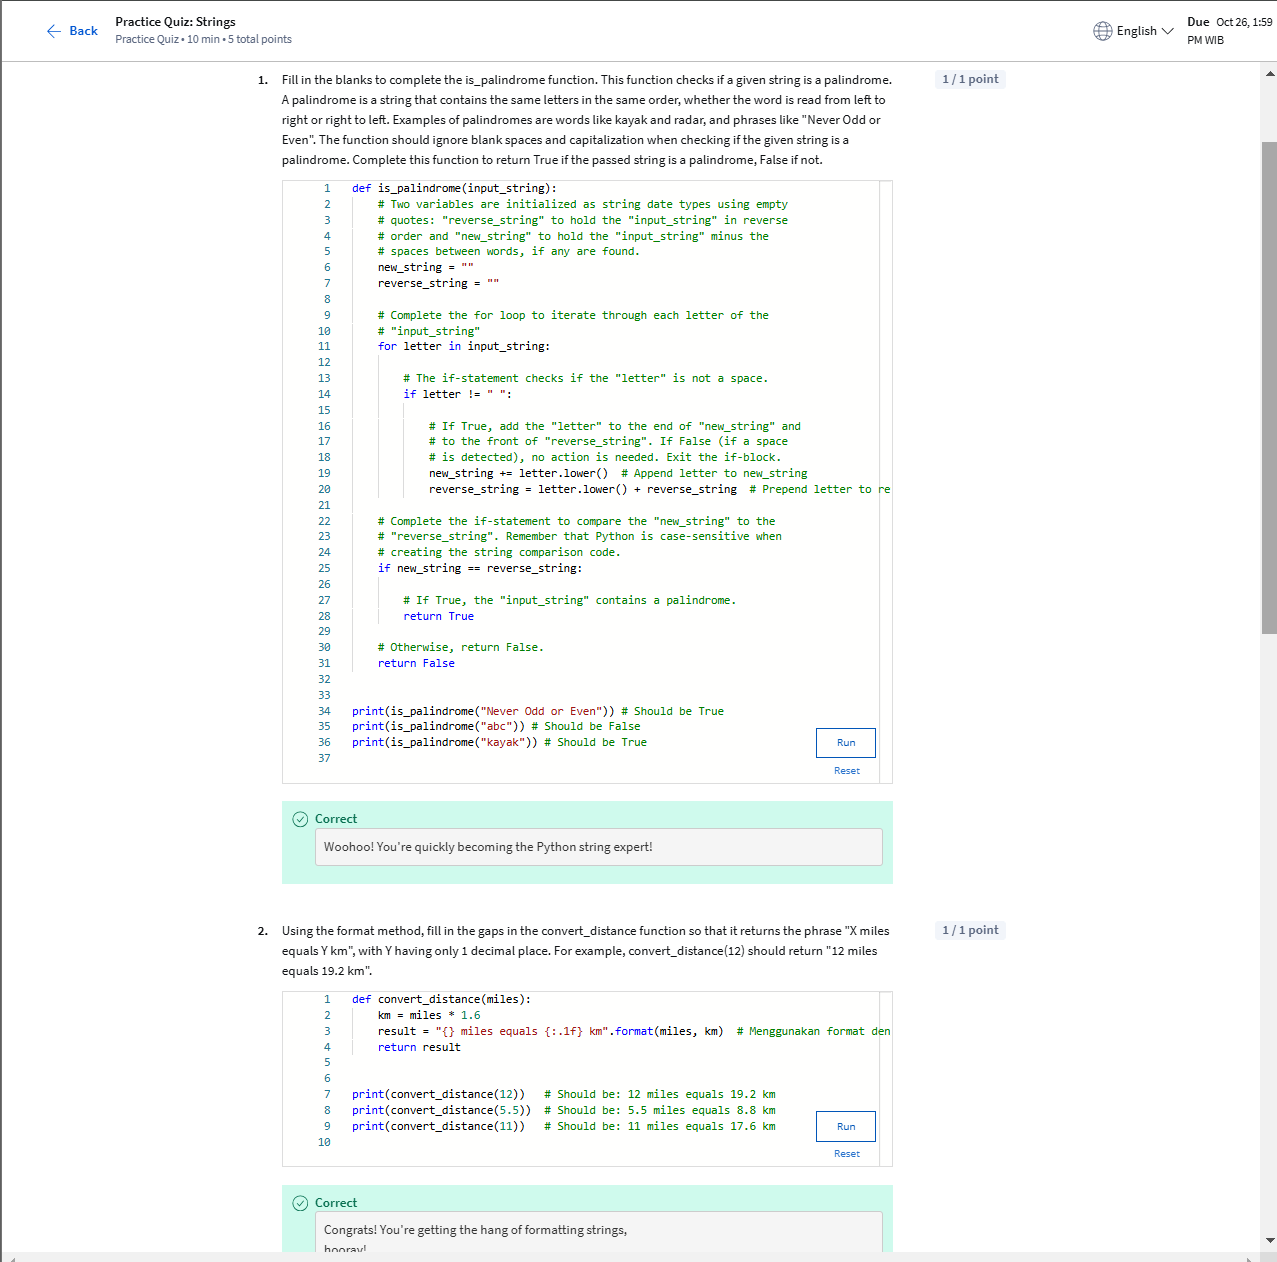 Back
Practice Quiz: Strings
Practice Quiz • 10 min • 5 total points
English
Due Oct 26, 1:59
PM WIB
1. Fill in the blanks to complete the is_palindrome function. This function checks if a given string is a palindrome.
A palindrome is a string that contains the same letters in the same order, whether the word is read from left to
right or right to left. Examples of palindromes are words like kayak and radar, and phrases like "Never Odd or
Even". The function should ignore blank spaces and capitalization when checking if the given string is a
palindrome. Complete this function to return True if the passed string is a palindrome, False if not.
1 / 1 point
1 def is_palindrome(input_string):
2 # Two variables are initialized as string date types using empty
3 # quotes: "reverse_string" to hold the "input_string" in reverse
4 # order and "new_string" to hold the "input_string" minus the
5 # spaces between words, if any are found.
6 new_string = ""
7 reverse_string = ""
8
9 # Complete the for loop to iterate through each letter of the
10 # "input_string"
11 for letter in input_string:
12
13 # The if-statement checks if the "letter" is not a space.
14 if letter != " ":
15
16 # If True, add the "letter" to the end of "new_string" and
17 # to the front of "reverse_string". If False (if a space
18 # is detected), no action is needed. Exit the if-block.
19 new_string += letter.lower() # Append letter to new_string
20 reverse_string = letter.lower() + reverse_string # Prepend letter to re
21
22 # Complete the if-statement to compare the "new_string" to the
23 # "reverse_string". Remember that Python is case-sensitive when
24 # creating the string comparison code.
25 if new_string == reverse_string:
26
27 # If True, the "input_string" contains a palindrome.
28 return True
29
30 # Otherwise, return False.
31 return False
32
33
34 print(is_palindrome("Never Odd or Even")) # Should be True
35 print(is_palindrome("abc")) # Should be False
36 print(is_palindrome("kayak")) # Should be True
37
Run
Reset
Correct
Woohoo! You're quickly becoming the Python string expert!
2. Using the format method, fill in the gaps in the convert_distance function so that it returns the phrase "X miles
equals Y km", with Y having only 1 decimal place. For example, convert_distance(12) should return "12 miles
equals 19.2 km".
1 / 1 point
1 def convert_distance(miles):
2 km = miles * 1.6
3 result = "{} miles equals {:.1f} km".format(miles, km) # Menggunakan format den
4 return result
5
6
7 print(convert_distance(12)) # Should be: 12 miles equals 19.2 km
8 print(convert_distance(5.5)) # Should be: 5.5 miles equals 8.8 km
9 print(convert_distance(11)) # Should be: 11 miles equals 17.6 km
10
Run
Reset
Correct
Congrats! You're getting the hang of formatting strings,
hooray!